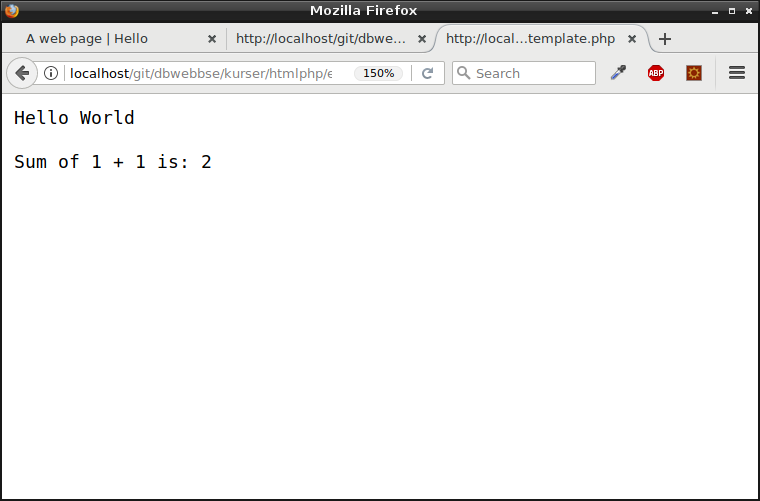 Mozilla Firefox
A web page | Hello
http://localhost/git/dbwe...
http://local...template.php
localhost/git/dbwebbse/kurser/htmlphp/e
150%
Search
ABP
Hello World
Sum of 1 + 1 is: 2